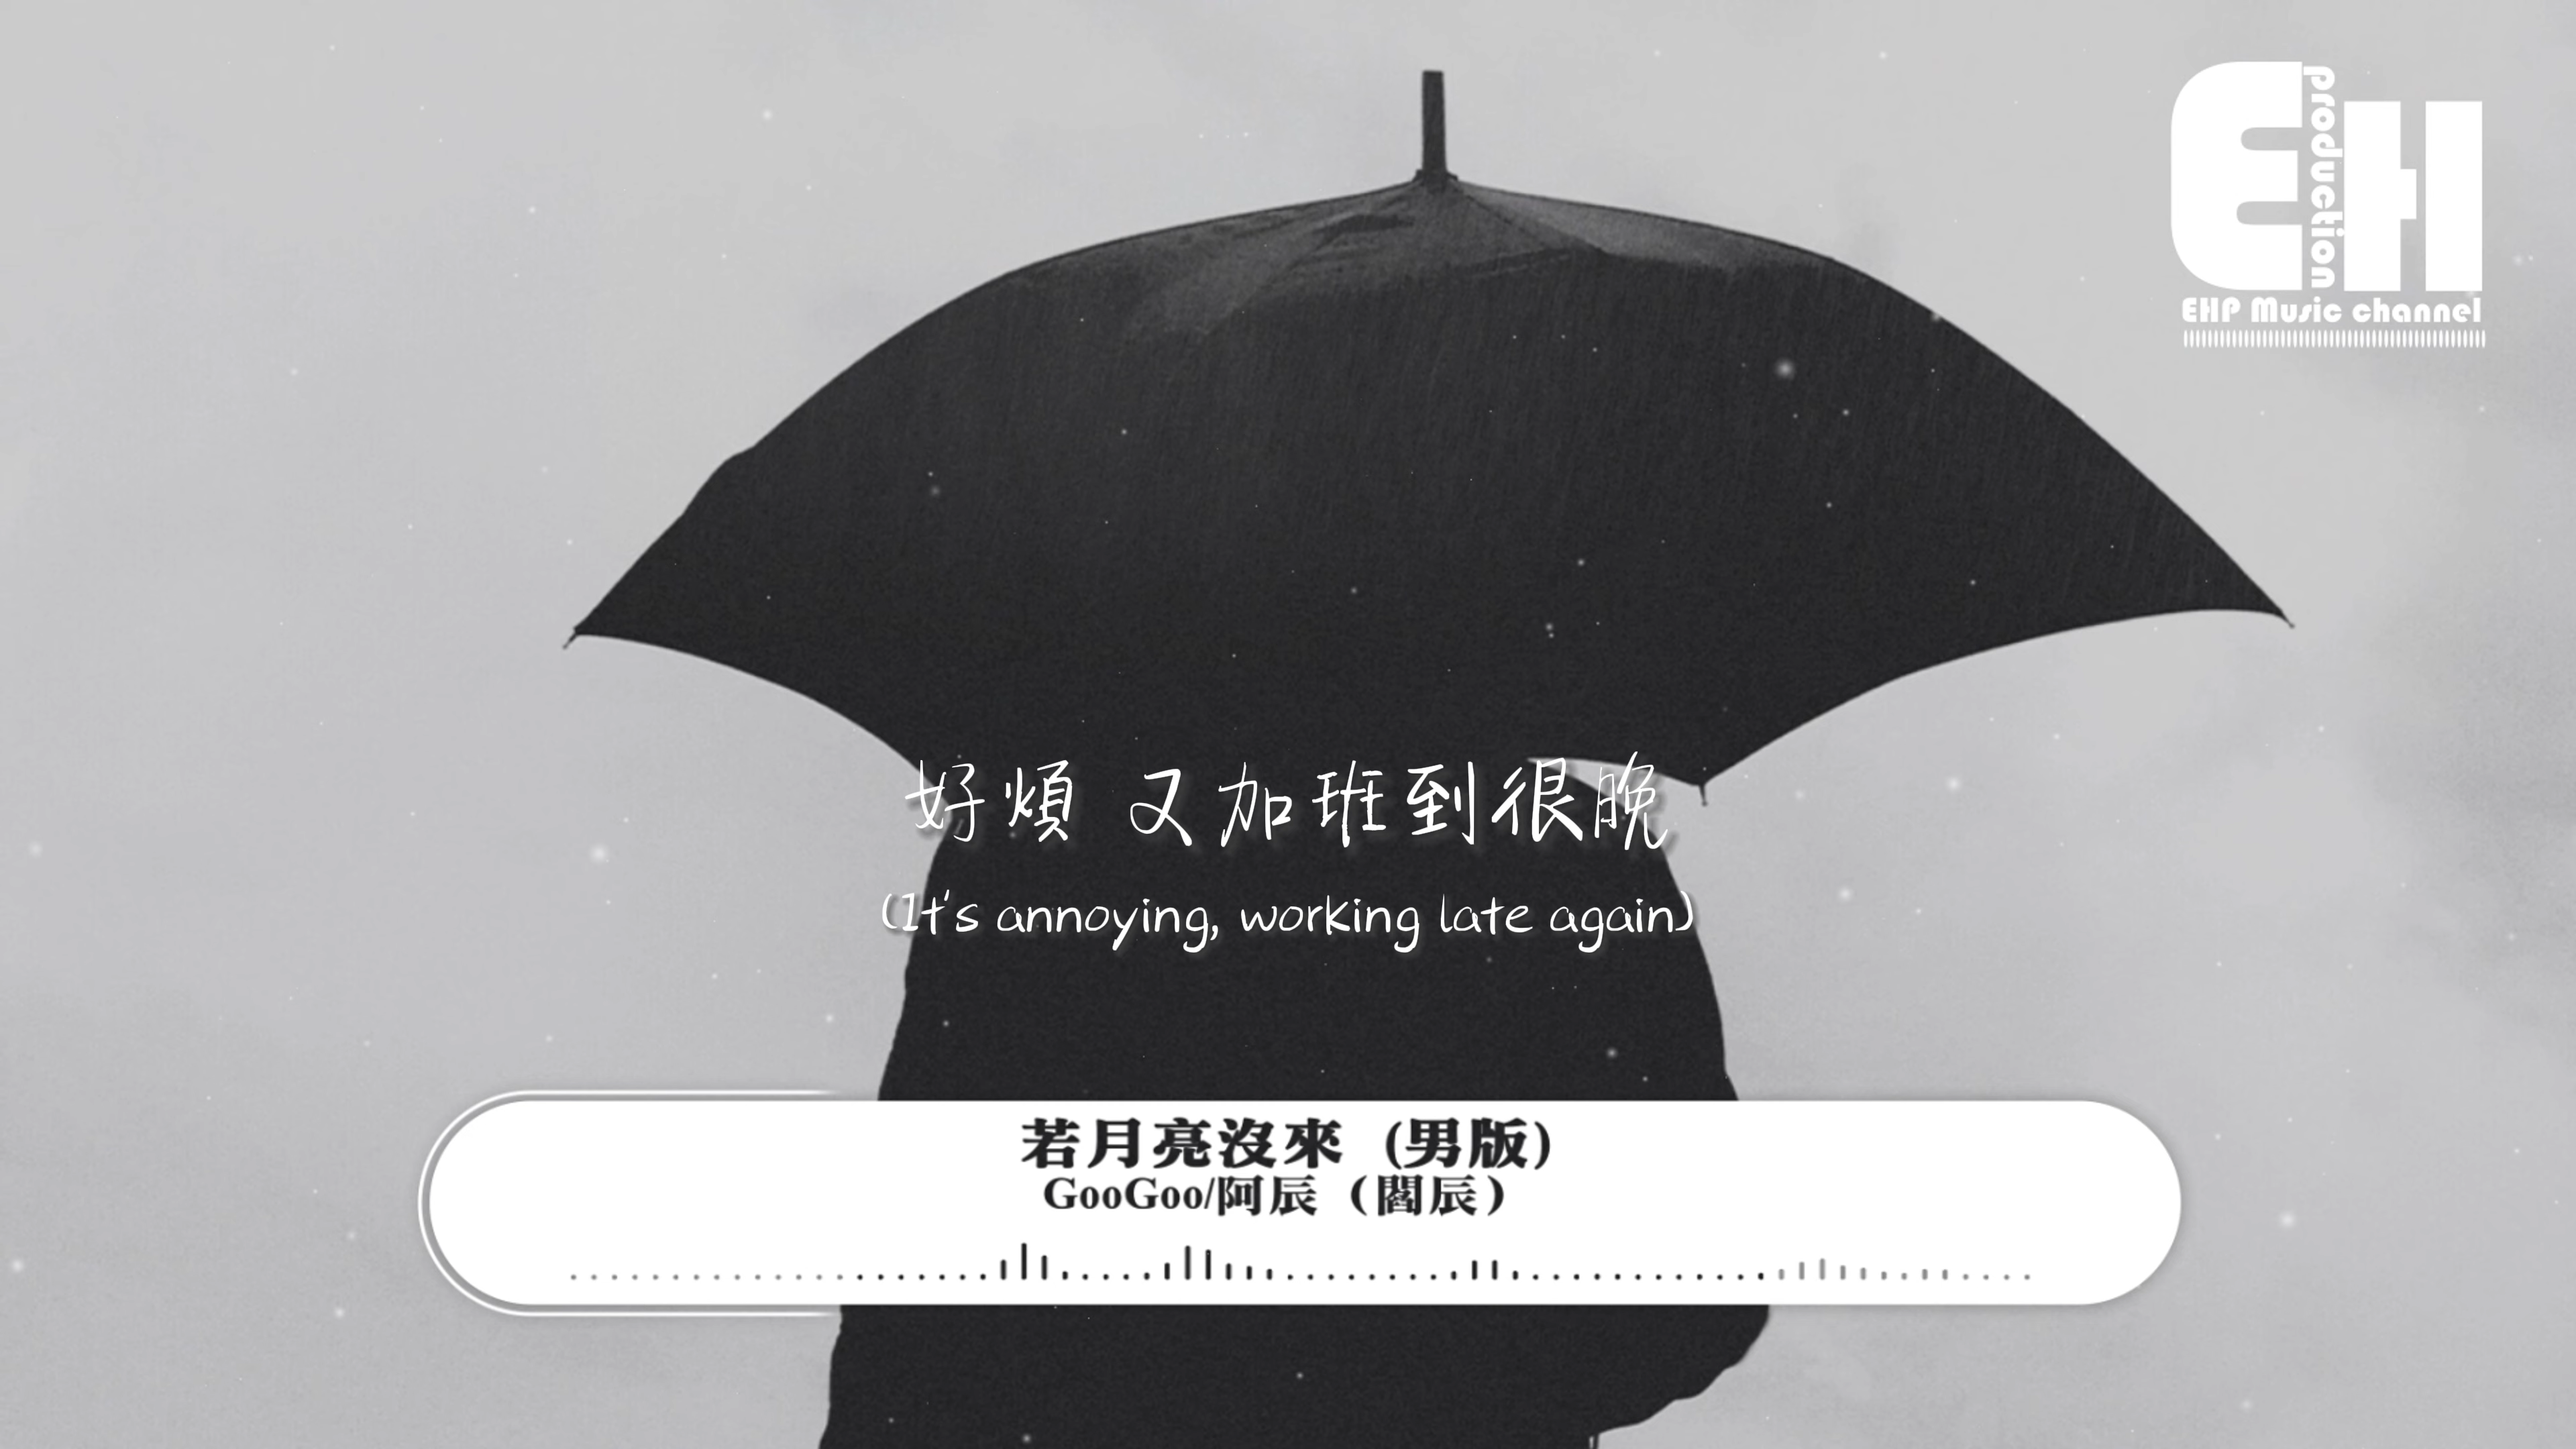 EH
production
EHP Music channel
好煩 又加班到很晚
(It's annoying, working late again)
若月亮沒來 (男版)
GooGoo/阿辰（閻辰）